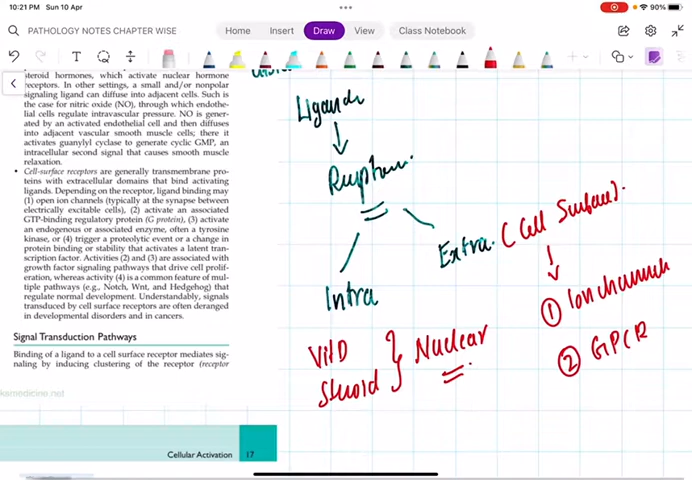 10:21 PM Sun 10 Apr
90%
PATHOLOGY NOTES CHAPTER WISE
Home Insert Draw View Class Notebook
steroid hormones, which activate nuclear hormone
receptors. In other settings, a small and/or nonpolar
signaling ligand can diffuse into adjacent cells. Such is
the case for nitric oxide (NO), through which endothe-
lial cells regulate intravascular pressure. NO is gen-
erated by an activated endothelial cell and then diffuses
into adjacent vascular smooth muscle cells; there it
activates guanylyl cyclase to generate cyclic GMP, an
intracellular second signal that causes smooth muscle
relaxation.
• Cell-surface receptors are generally transmembrane pro-
teins with extracellular domains that bind activating
ligands. Depending on the receptor, ligand binding may
(1) open ion channels (typically at the synapse between
electrically excitable cells), (2) activate an associated
GTP-binding regulatory protein (G protein), (3) activate
an endogenous or associated enzyme, often a tyrosine
kinase, or (4) trigger a proteolytic event or a change in
protein binding or stability that activates a latent tran-
scription factor. Activities (2) and (3) are associated with
growth factor signaling pathways that drive cell prolif-
eration, whereas activity (4) is a common feature of mul-
tiple pathways (e.g., Notch, Wnt, and Hedgehog) that
regulate normal development. Understandably, signals
transduced by cell surface receptors are often deranged
in developmental disorders and in cancers.
Signal Transduction Pathways
Binding of a ligand to a cell surface receptor mediates sig-
naling by inducing clustering of the receptor (receptor
kemedicine.net
Cellular Activation 17
Ligands
Extra. (Cell Surface).
Intra
① Ion channels
② GPCR
Vit D
Steroid
Nuclear